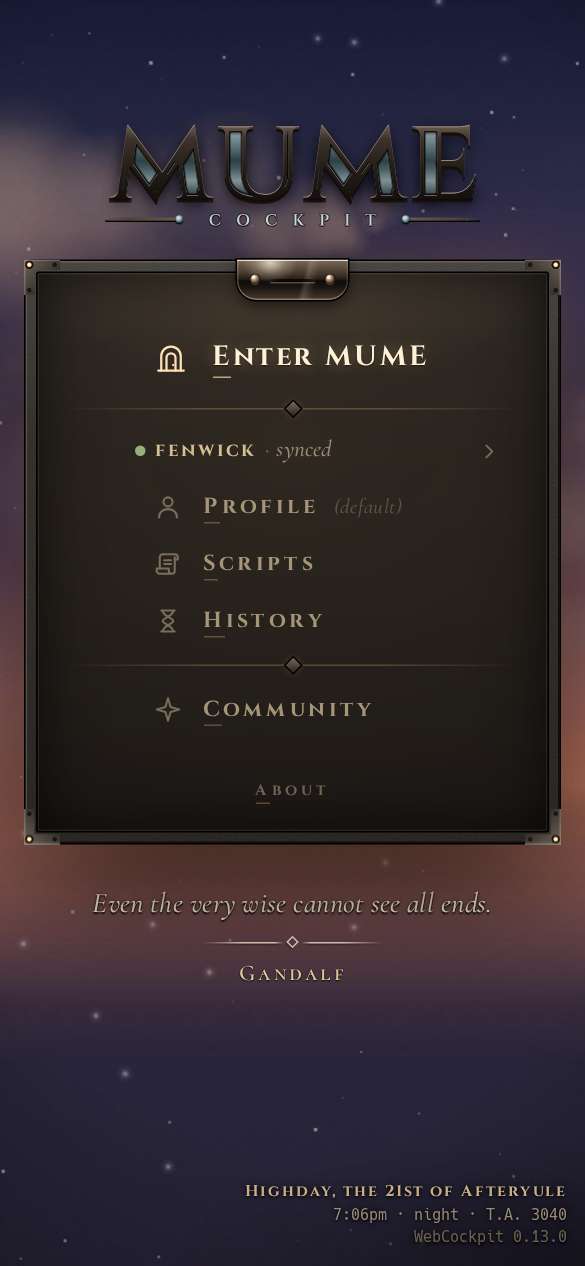 MUME
COCKPIT
Enter MUME
FENWICK · synced
Profile (default)
Scripts
History
Community
About
Even the very wise cannot see all ends.
Gandalf
Highday, the 21st of Afteryule
7:06pm · night · T.A. 3040
WebCockpit 0.13.0